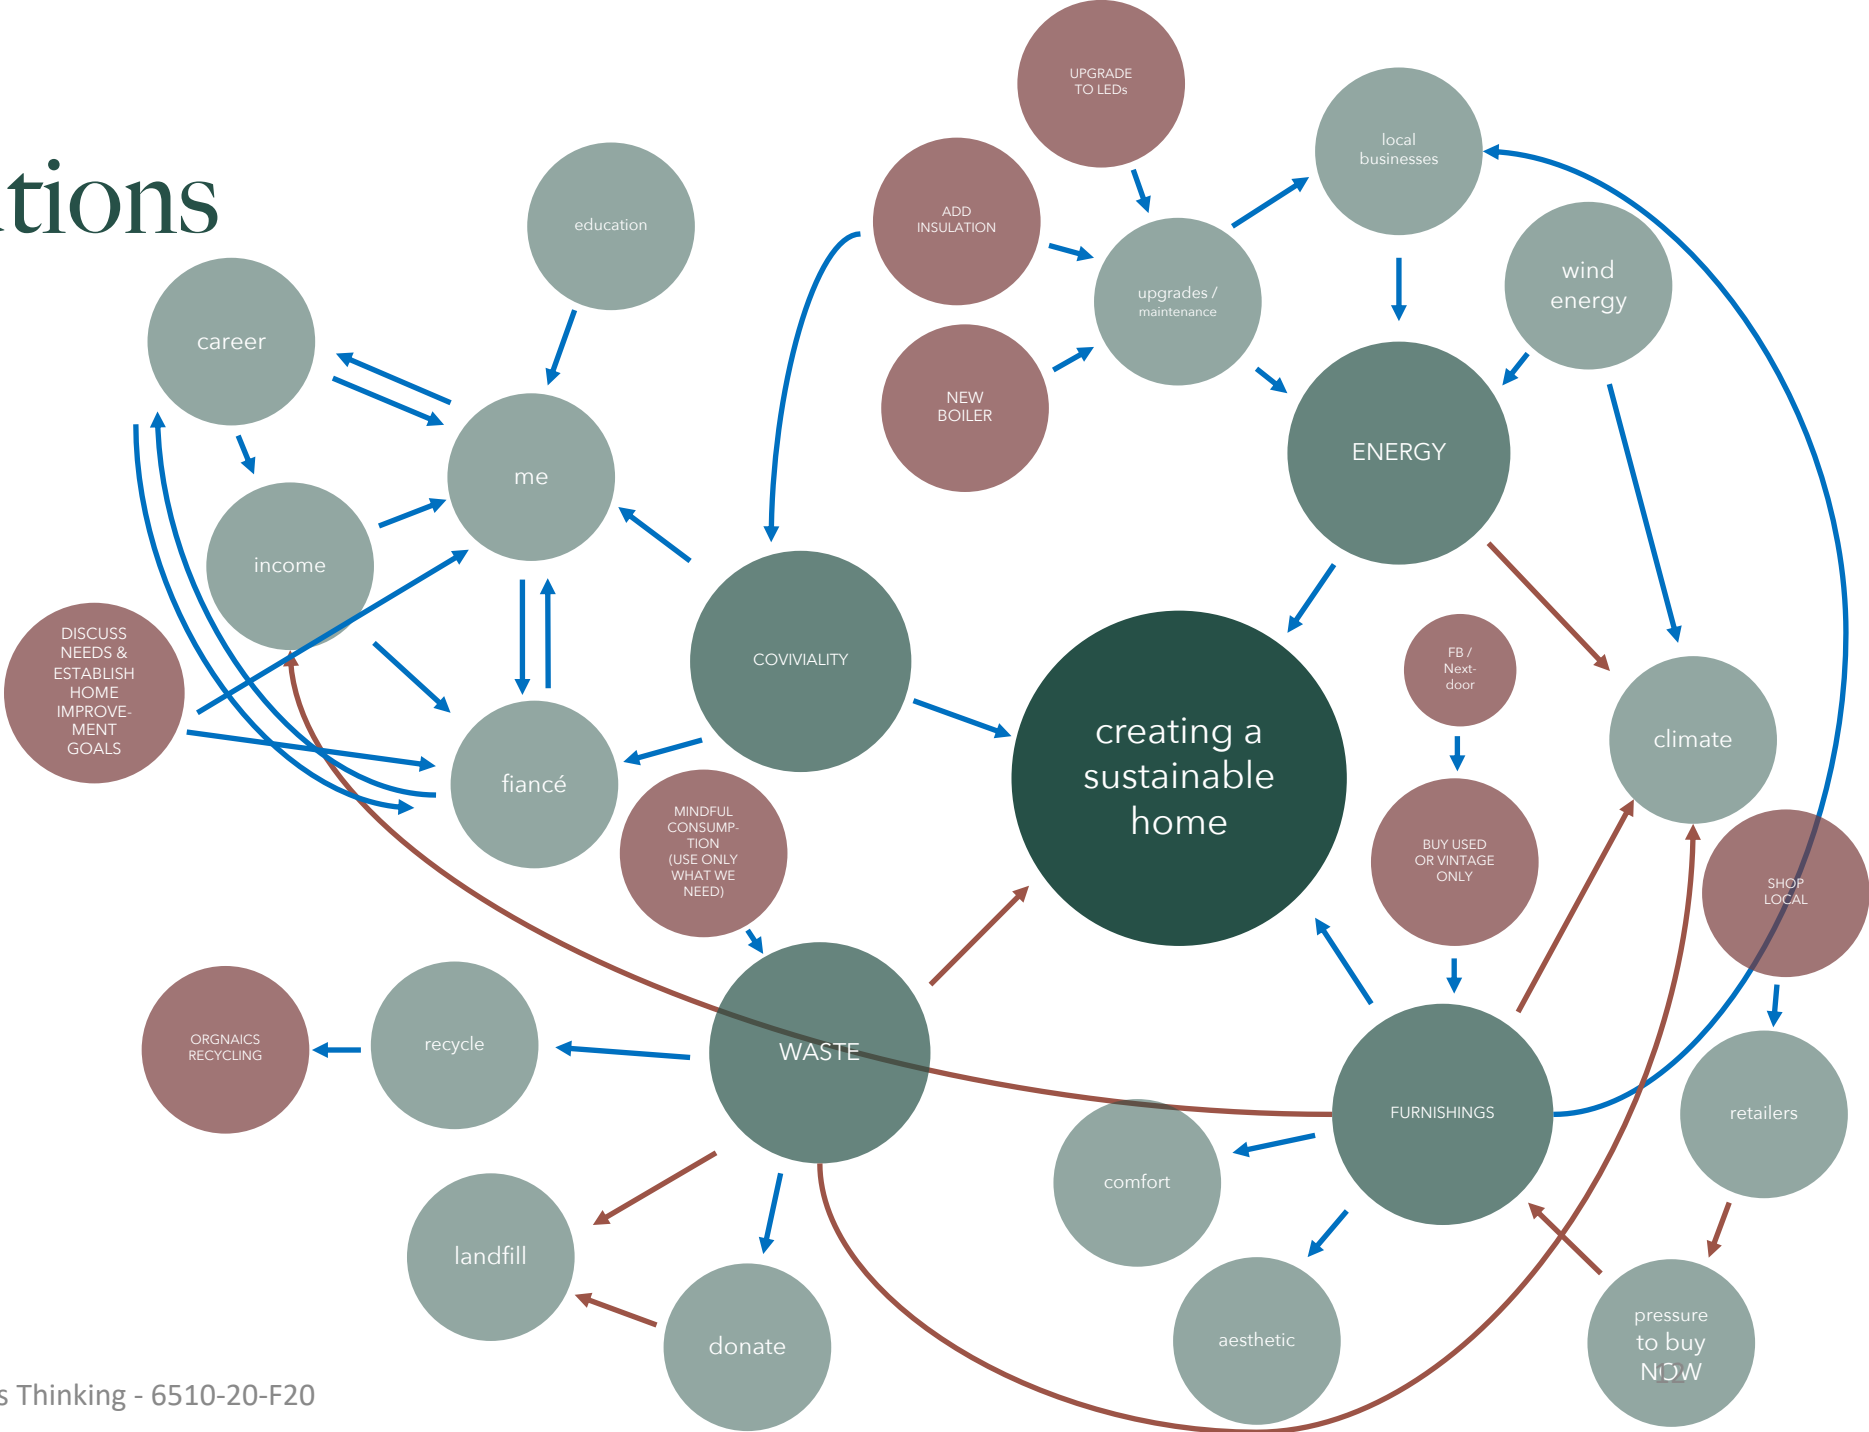 ations
UPGRADE
TO LEDs
local
businesses
education
ADD
INSULATION
wind
energy
upgrades /
maintenance
career
NEW
BOILER
ENERGY
me
income
DISCUSS
NEEDS &
ESTABLISH
HOME
IMPROVE-
MENT
GOALS
COVIVIALITY
FB /
Next-
door
creating a
sustainable
home
climate
fiancé
MINDFUL
CONSUMP-
TION
(USE ONLY
WHAT WE
NEED)
BUY USED
OR VINTAGE
ONLY
SHOP
LOCAL
ORGNAICS
RECYCLING
recycle
WASTE
FURNISHINGS
retailers
comfort
landfill
donate
aesthetic
pressure
to buy
NOW
12
s Thinking - 6510-20-F20